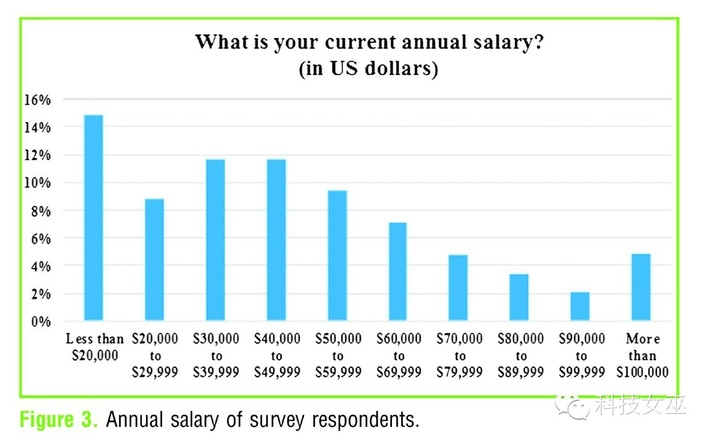 What is your current annual salary?
(in US dollars)
16%
14%
12%
10%
8%
6%
4%
2%
0%
Less than
$20,000
$20,000
to
$29,999
$30,000
to
$39,999
$40,000
to
$49,999
$50,000
to
$59,999
$60,000
to
$69,999
$70,000
to
$79,999
$80,000
to
$89,999
$90,000
to
$99,999
More
than
$100,000
Figure 3. Annual salary of survey respondents.
科技女巫